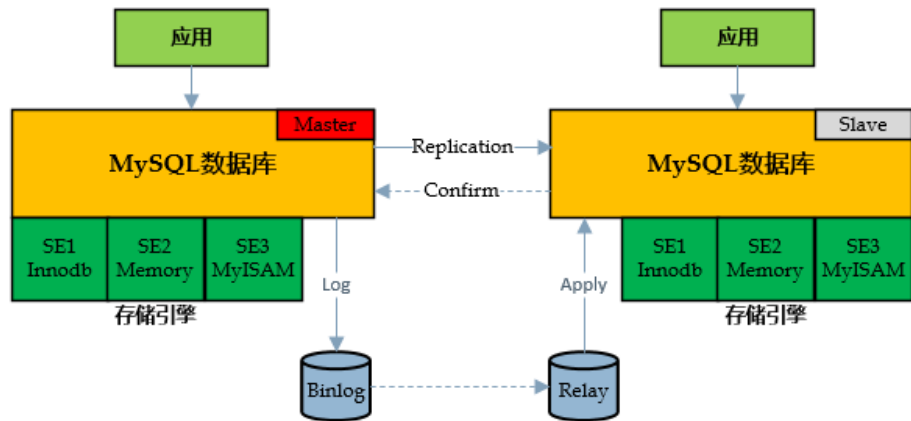 应用
应用
Master
Slave
MySQL数据库
Replication
MySQL数据库
Confirm
SE1
Innodb
SE2
Memory
SE3
MyISAM
存储引擎
Log
Apply
SE1
Innodb
SE2
Memory
SE3
MyISAM
存储引擎
Binlog
Relay